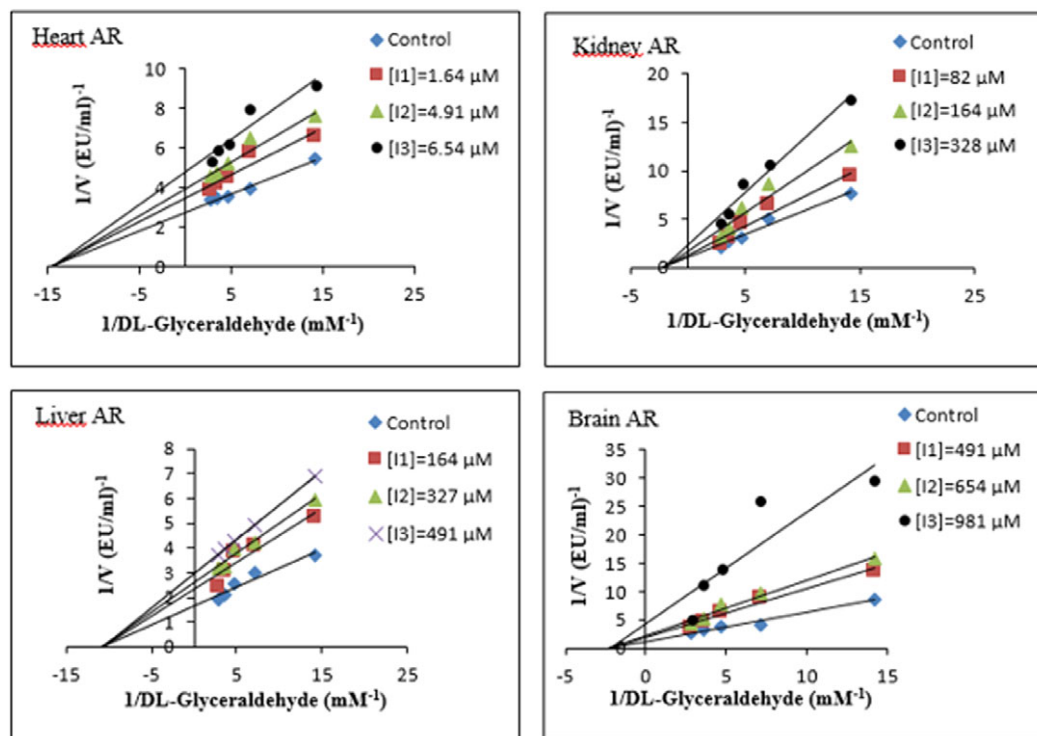 Heart AR
Control
[I1]=1.64 µM
[I2]=4.91 µM
[I3]=6.54 µM
1/V (EU/ml)-1
10
8
6
4
2
0
-15
-5
5
15
25
1/DL-Glyceraldehyde (mM-1)
Kidney AR
Control
[I1]=82 µM
[I2]=164 µM
[I3]=328 µM
1/V (EU/ml)-1
20
15
10
5
0
-5
5
15
25
1/DL-Glyceraldehyde (mM-1)
Liver AR
Control
[I1]=164 µM
[I2]=327 µM
[I3]=491 µM
1/V (EU/ml)-1
8
7
6
5
4
3
2
1
0
-15
-5
5
15
25
1/DL-Glyceraldehyde (mM-1)
Brain AR
Control
[I1]=491 µM
[I2]=654 µM
[I3]=981 µM
1/V (EU/ml)-1
35
30
25
20
15
10
5
0
-5
0
5
10
15
1/DL-Glyceraldehyde (mM-1)